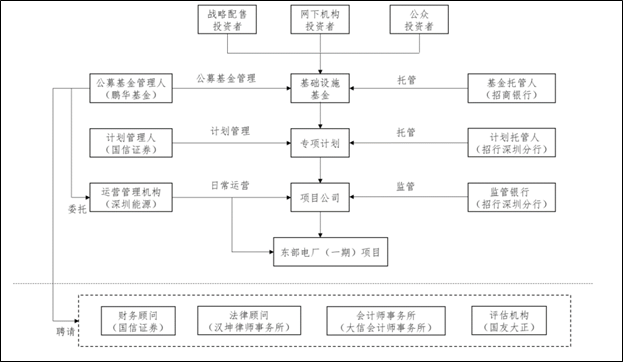 战略配售
投资者
网下机构
投资者
公众
投资者
公募基金管理人
（鹏华基金）
公募基金管理
基础设施
基金
托管
基金托管人
（招商银行）
计划管理人
（国信证券）
计划管理
专项计划
托管
计划托管人
（招行深圳分行）
运营管理机构
（深圳能源）
日常运营
项目公司
监管
监管银行
（招行深圳分行）
委托
东部电厂（一期）项目
聘请
财务顾问
（国信证券）
法律顾问
（汉坤律师事务所）
会计师事务所
（大信会计师事务所）
评估机构
（国友大正）